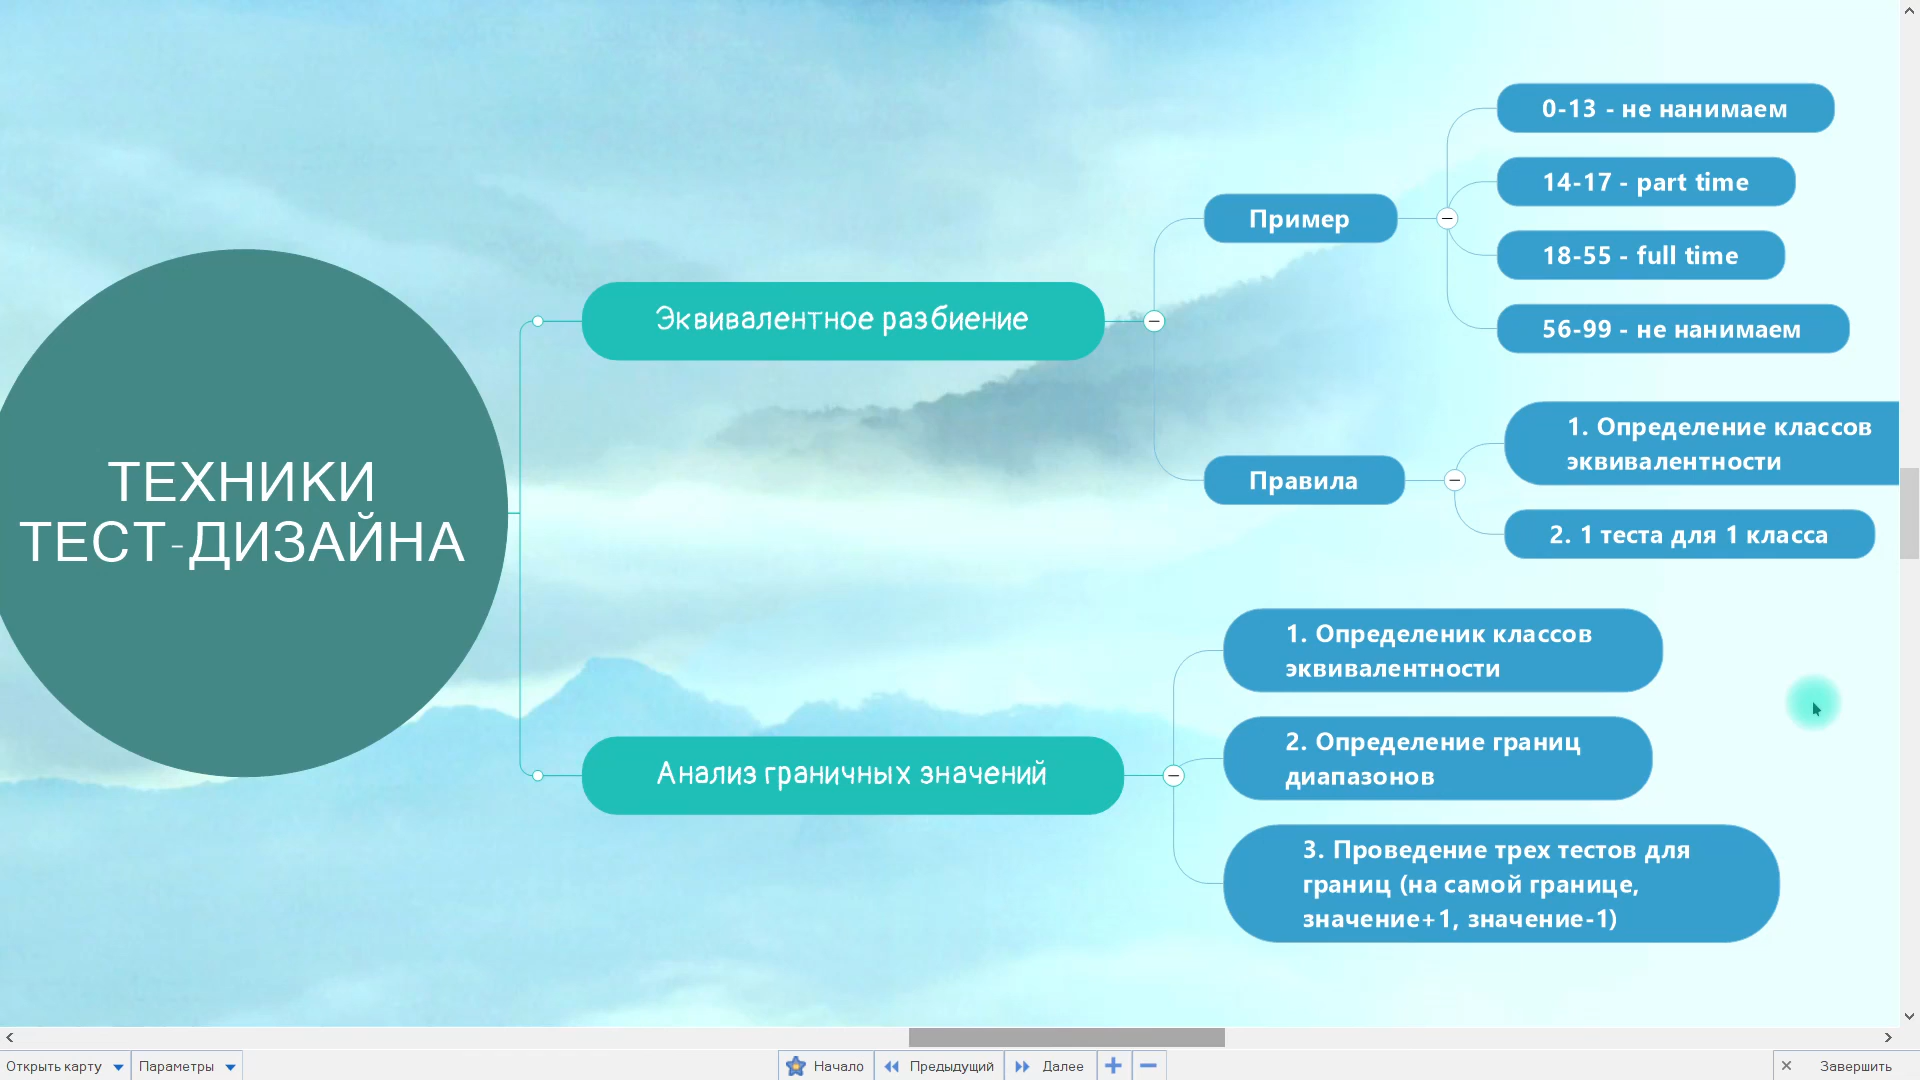 ТЕХНИКИ
ТЕСТ-ДИЗАЙНА
Эквивалентное разбиение
Пример
0-13 - не нанимаем
14-17 - part time
18-55 - full time
56-99 - не нанимаем
Правила
1. Определение классов
эквивалентности
2. 1 теста для 1 класса
Анализ граничных значений
1. Определеник классов
эквивалентности
2. Определение границ
диапазонов
3. Проведение трех тестов для
границ (на самой границе,
значение+1, значение-1)
Открыть карту
Параметры
Начало
Предыдущий
Далее
Завершить